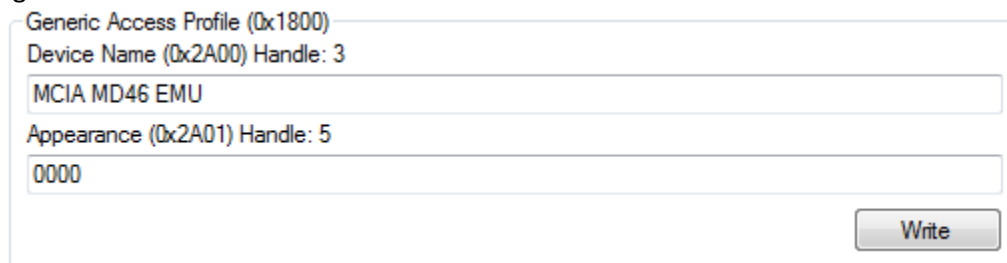 Generic Access Profile (0x1800)
Device Name (0x2A00) Handle: 3
MCIA MD46 EMU
Appearance (0x2A01) Handle: 5
0000
Write